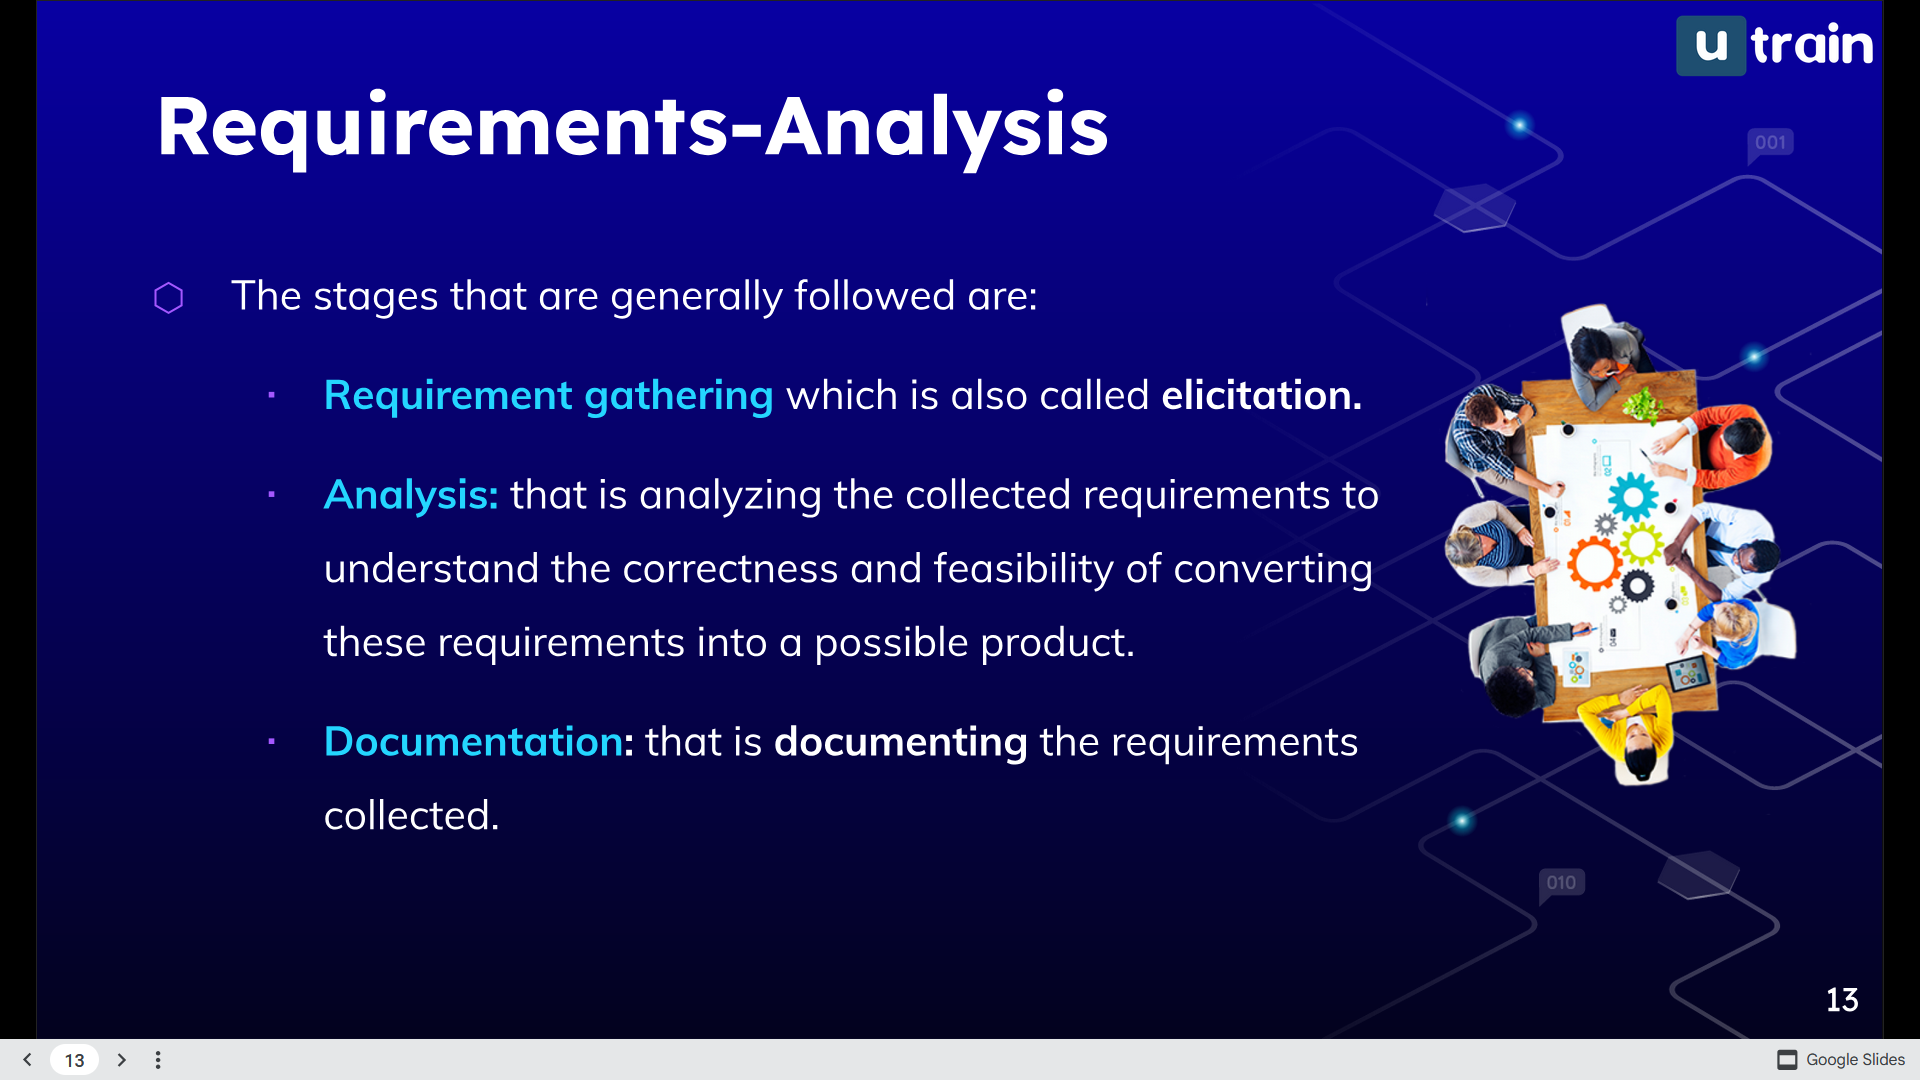 u train
Requirements-Analysis
001
The stages that are generally followed are:
Requirement gathering which is also called elicitation.
Analysis: that is analyzing the collected requirements to
understand the correctness and feasibility of converting
these requirements into a possible product.
Documentation: that is documenting the requirements
collected.
010
13
13
Google Slides